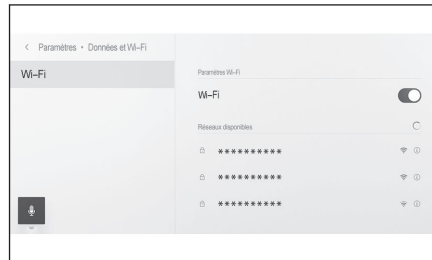 Paramètres • Données et Wi-Fi
Wi-Fi
Paramètres Wi-Fi
Wi-Fi
Réseaux disponibles
**********
**********
**********